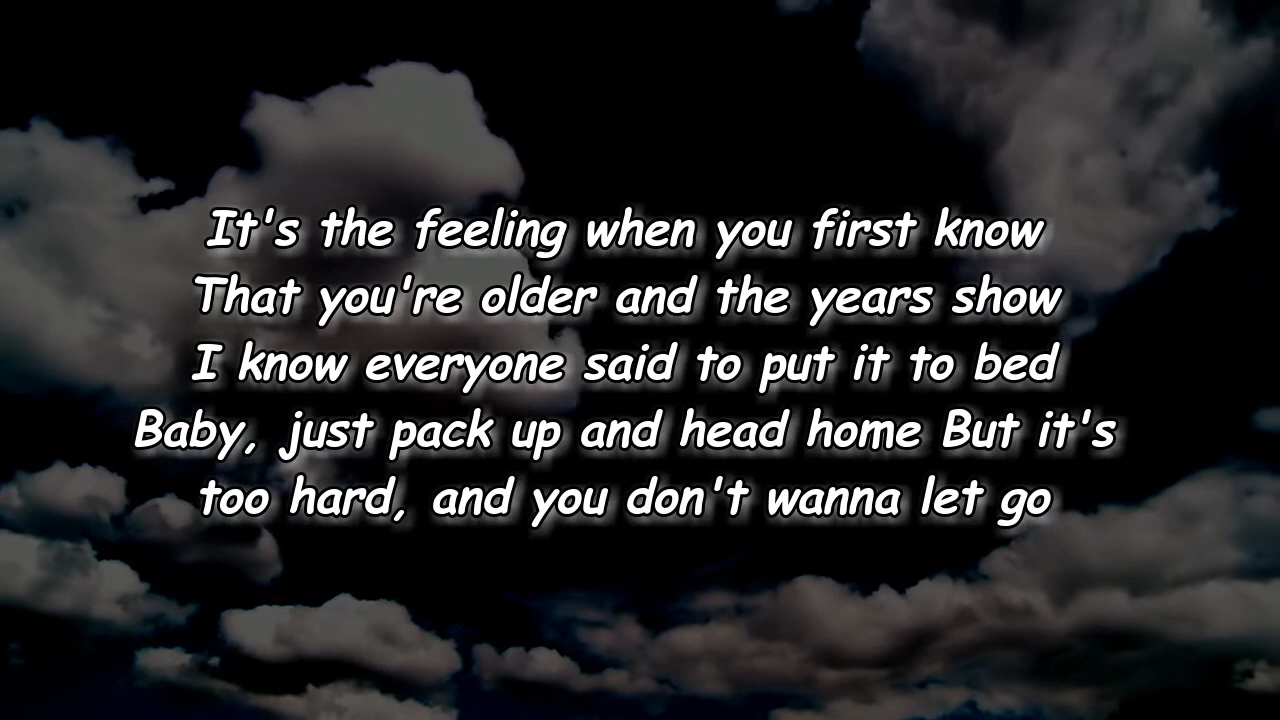 It's the feeling when you first know
That you're older and the years show
I know everyone said to put it to bed
Baby, just pack up and head home But it's
too hard, and you don't wanna let go